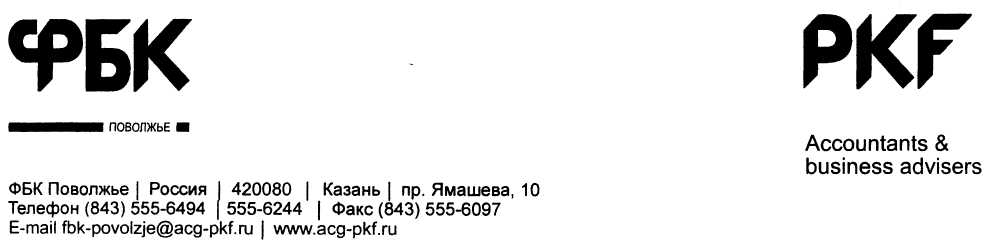 ФБК
ПОВОЛЖЬЕ
PKF
Accountants &
business advisers
ФБК Поволжье | Россия | 420080 | Казань | пр. Ямашева, 10
Телефон (843) 555-6494 | 555-6244 | Факс (843) 555-6097
E-mail fbk-povolzje@acg-pkf.ru | www.acg-pkf.ru